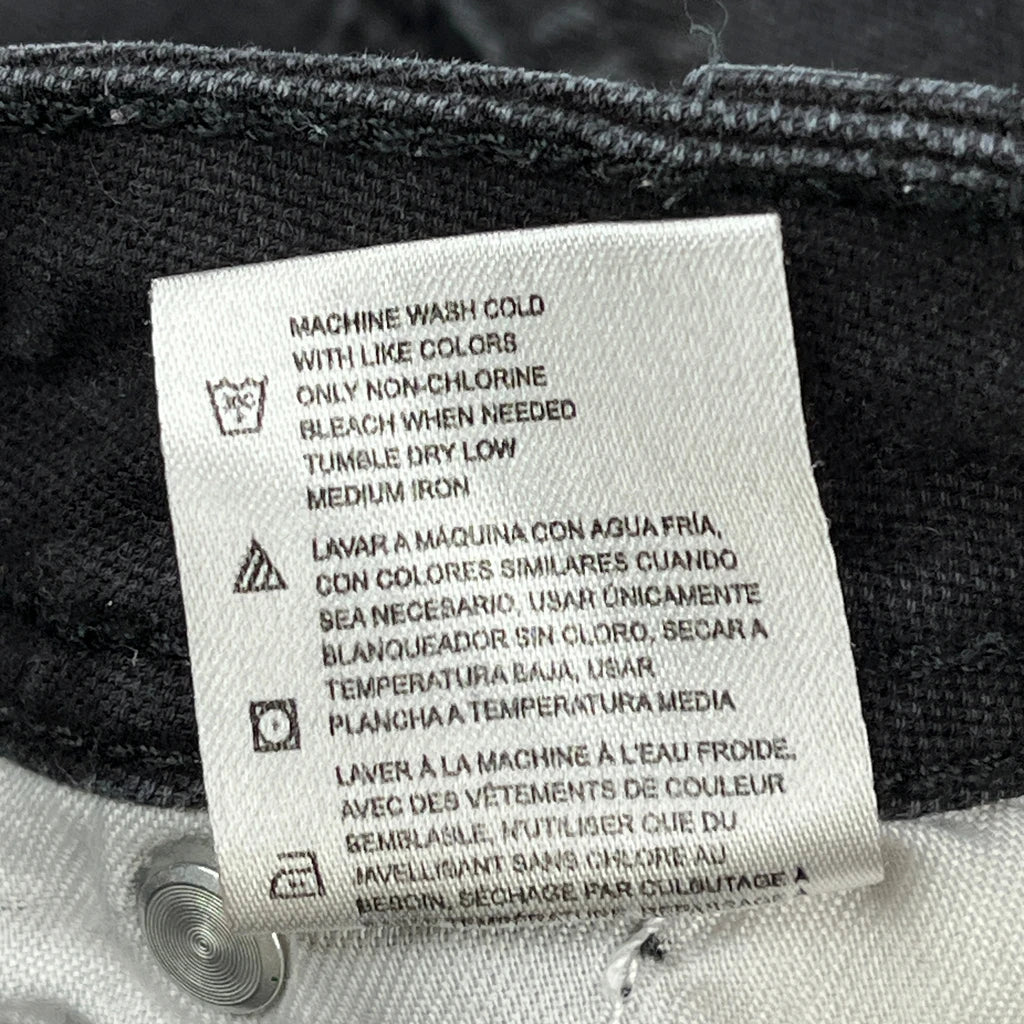 MACHINE WASH COLD
WITH LIKE COLORS
ONLY NON-CHLORINE
BLEACH WHEN NEEDED
TUMBLE DRY LOW
MEDIUM IRON
30C
LAVAR A MÁQUINA CON AGUA FRÍA,
CON COLORES SIMILARES CUANDO
SEA NECESARIO, USAR ÚNICAMENTE
BLANQUEADOR SIN CLORO, SECAR A
TEMPERATURA BAJA, USAR
PLANCHA A TEMPERATURA MEDIA
LAVER À LA MACHINE À L'EAU FROIDE,
AVEC DES VÊTEMENTS DE COULEUR
SEMBLABLE, N'UTILISER QUE DU
JAVELLISANT SANS CHLORE AU
BESOIN, SÉCHAGE PAR CULBUTAGE À
TEMPÉRATURE REPASSAGE